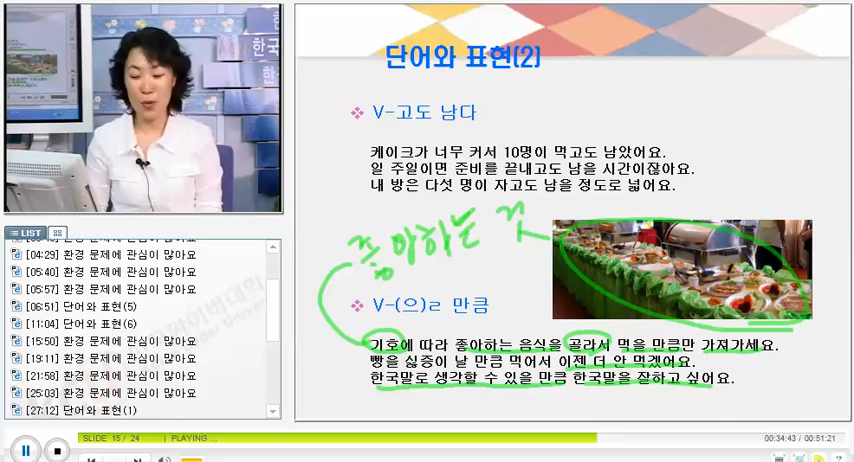 한국
한
단어와 표현(2)
V-고도 남다
케이크가 너무 커서 10명이 먹고도 남았어요.
일 주일이면 준비를 끝내고도 남을 시간이잖아요.
내 방은 다섯 명이 자고도 남을 정도로 넓어요.
좋아하는 것
V-(으)ㄹ 만큼
기호에 따라 좋아하는 음식을 골라서 먹을 만큼만 가져가세요.
빵을 싫증이 날 만큼 먹어서 이젠 더 안 먹겠어요.
한국말로 생각할 수 있을 만큼 한국말을 잘하고 싶어요.
LIST
[04:29] 환경 문제에 관심이 많아요
[05:40] 환경 문제에 관심이 많아요
[05:57] 환경 문제에 관심이 많아요
[06:51] 단어와 표현(5)
[11:04] 단어와 표현(6)
[15:50] 환경 문제에 관심이 많아요
[19:11] 환경 문제에 관심이 많아요
[21:58] 환경 문제에 관심이 많아요
[25:03] 환경 문제에 관심이 많아요
[27:12] 단어와 표현(1)
SLIDE 15 / 24 | PLAYING ...
00:34:43 / 00:51:21